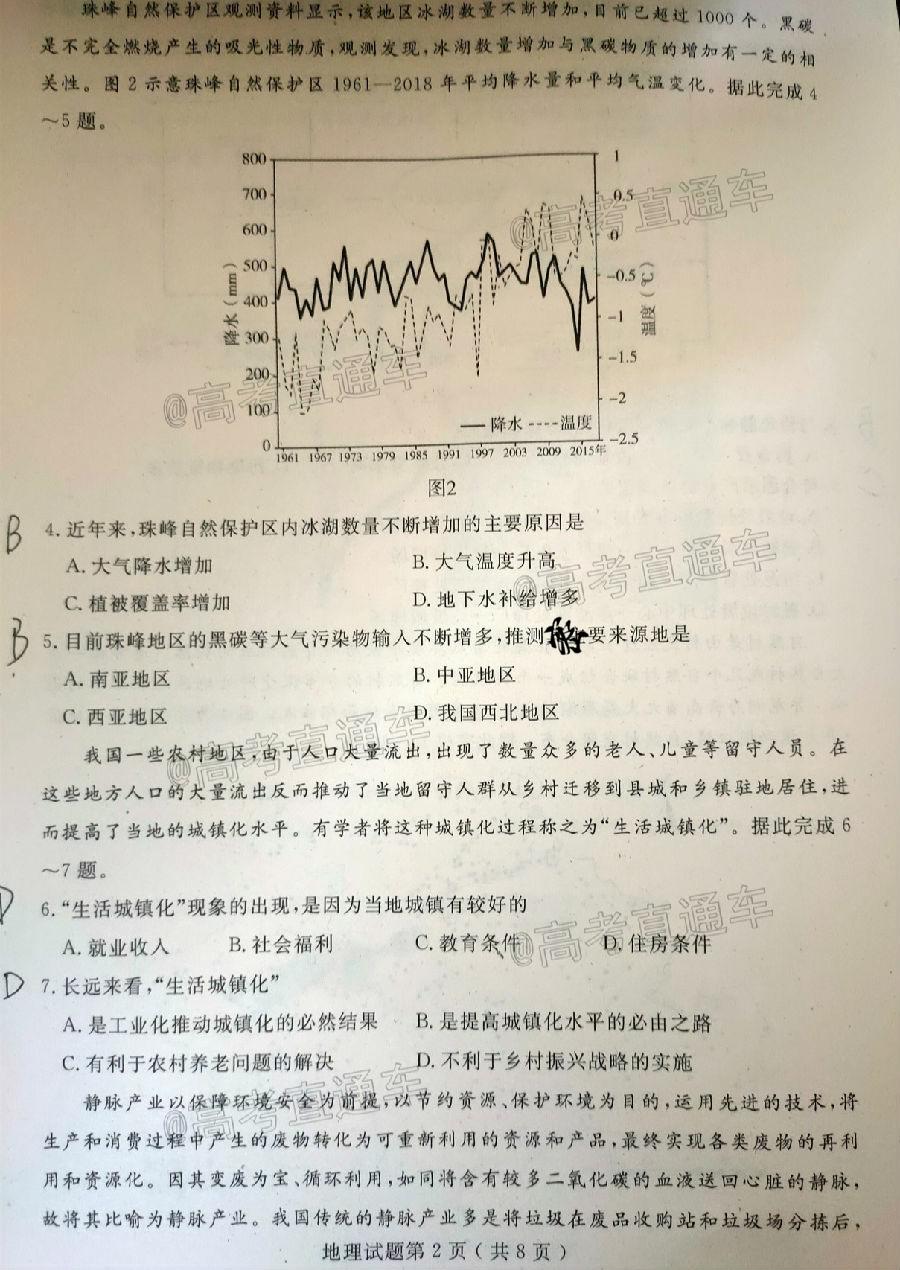 珠峰自然保护区观测资料显示，该地区冰湖数量不断增加，目前已超过1000个。黑碳
是不完全燃烧产生的吸光性物质，观测发现，冰湖数量增加与黑碳物质的增加有一定的相
关性。图2示意珠峰自然保护区1961—2018年平均降水量和平均气温变化。据此完成4
～5题。
800
700
600
500
400
300
200
100
0
降水（mm）
1
0.5
0
-0.5
-1
-1.5
-2
-2.5
温度（℃）
降水 温度
1961 1967 1973 1979 1985 1991 1997 2003 2009 2015年
图2
B
4.近年来，珠峰自然保护区内冰湖数量不断增加的主要原因是
A.大气降水增加 B.大气温度升高
C.植被覆盖率增加 D.地下水补给增多
B
5.目前珠峰地区的黑碳等大气污染物输入不断增多，推测 要来源地是
A.南亚地区 B.中亚地区
C.西亚地区 D.我国西北地区
我国一些农村地区，由于人口大量流出，出现了数量众多的老人、儿童等留守人员。在
这些地方人口的大量流出反而推动了当地留守人群从乡村迁移到县城和乡镇驻地居住，进
而提高了当地的城镇化水平。有学者将这种城镇化过程称之为“生活城镇化”。据此完成6
～7题。
D
6.“生活城镇化”现象的出现，是因为当地城镇有较好的
A.就业收入 B.社会福利 C.教育条件 D.住房条件
D
7.长远来看，“生活城镇化”
A.是工业化推动城镇化的必然结果 B.是提高城镇化水平的必由之路
C.有利于农村养老问题的解决 D.不利于乡村振兴战略的实施
静脉产业以保障环境安全为前提，以节约资源、保护环境为目的，运用先进的技术，将
生产和消费过程中产生的废物转化为可重新利用的资源和产品，最终实现各类废物的再利
用和资源化。因其变废为宝、循环利用，如同将含有较多二氧化碳的血液送回心脏的静脉，
故将其比喻为静脉产业。我国传统的静脉产业多是将垃圾在废品收购站和垃圾场分拣后，
地理试题第2页（共8页）
@高考直通车
@高考直通车
@高考直通车
@高考直通车
@高考直通车
@高考直通车